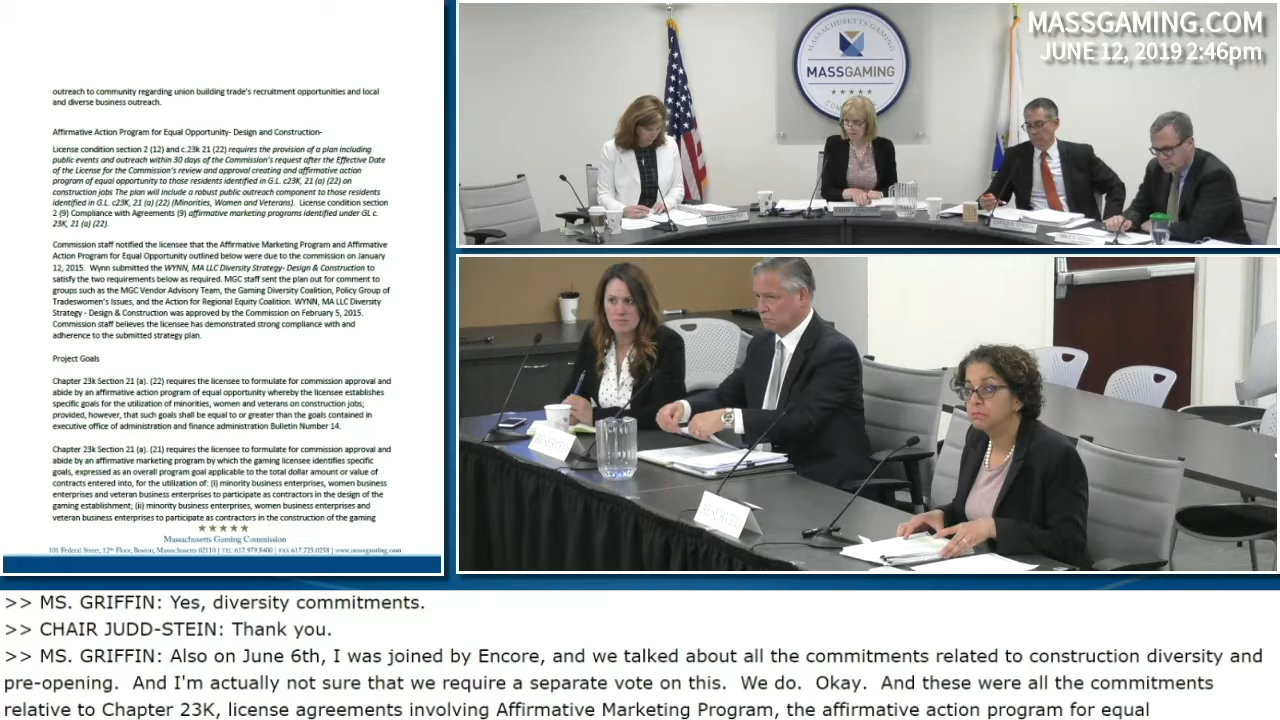 outreach to community regarding union building trade's recruitment opportunities and local
and diverse business outreach.
Affirmative Action Program for Equal Opportunity- Design and Construction-
License condition section 2 (12) and c.23k 21 (22) requires the provision of a plan including
public events and outreach within 30 days of the Commission's request after the Effective Date
of the License for the Commission's review and approval creating and affirmative action
program of equal opportunity to those residents identified in G.L. c23K, 21 (a) (22) on
construction jobs The plan will include a robust public outreach component to those residents
identified in G.L. c23K, 21 (a) (22) (Minorities, Women and Veterans). License condition section
2 (9) Compliance with Agreements (9) affirmative marketing programs identified under GL c.
23K, 21 (a) (22).
Commission staff notified the licensee that the Affirmative Marketing Program and Affirmative
Action Program for Equal Opportunity outlined below were due to the commission on January
12, 2015. Wynn submitted the WYNN, MA LLC Diversity Strategy- Design & Construction to
satisfy the two requirements below as required. MGC staff sent the plan out for comment to
groups such as the MGC Vendor Advisory Team, the Gaming Diversity Coalition, Policy Group of
Tradeswomen's Issues, and the Action for Regional Equity Coalition. WYNN, MA LLC Diversity
Strategy - Design & Construction was approved by the Commission on February 5, 2015.
Commission staff believes the licensee has demonstrated strong compliance with and
adherence to the submitted strategy plan.
Project Goals
Chapter 23k Section 21 (a). (22) requires the licensee to formulate for commission approval and
abide by an affirmative action program of equal opportunity whereby the licensee establishes
specific goals for the utilization of minorities, women and veterans on construction jobs;
provided, however, that such goals shall be equal to or greater than the goals contained in
executive office of administration and finance administration Bulletin Number 14.
Chapter 23k Section 21 (a). (21) requires the licensee to formulate for commission approval and
abide by an affirmative marketing program by which the gaming licensee identifies specific
goals, expressed as an overall program goal applicable to the total dollar amount or value of
contracts entered into, for the utilization of: (i) minority business enterprises, women business
enterprises and veteran business enterprises to participate as contractors in the design of the
gaming establishment; (ii) minority business enterprises, women business enterprises and
veteran business enterprises to participate as contractors in the construction of the gaming
★★★★★
Massachusetts Gaming Commission
101 Federal Street, 12th Floor, Boston, Massachusetts 02110 | TEL 617.979.8400 | FAX 617.725.0258 | www.massgaming.com
MASSACHUSETTS GAMING
MASSGAMING
★★★★★
MASSGAMING.COM
JUNE 12, 2019 2:46pm
RESERVED
RESERVED
>> MS. GRIFFIN: Yes, diversity commitments.
>> CHAIR JUDD-STEIN: Thank you.
>> MS. GRIFFIN: Also on June 6th, I was joined by Encore, and we talked about all the commitments related to construction diversity and
pre-opening.  And I'm actually not sure that we require a separate vote on this.  We do.  Okay.  And these were all the commitments
relative to Chapter 23K, license agreements involving Affirmative Marketing Program, the affirmative action program for equal